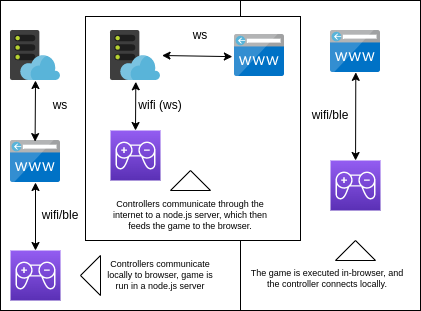 ws
WWW
wifi/ble
Controllers communicate
locally to browser, game is
run in a node.js server
ws
WWW
wifi (ws)
Controllers communicate through the
internet to a node.js server, which then
feeds the game to the browser.
WWW
wifi/ble
The game is executed in-browser, and
the controller connects locally.